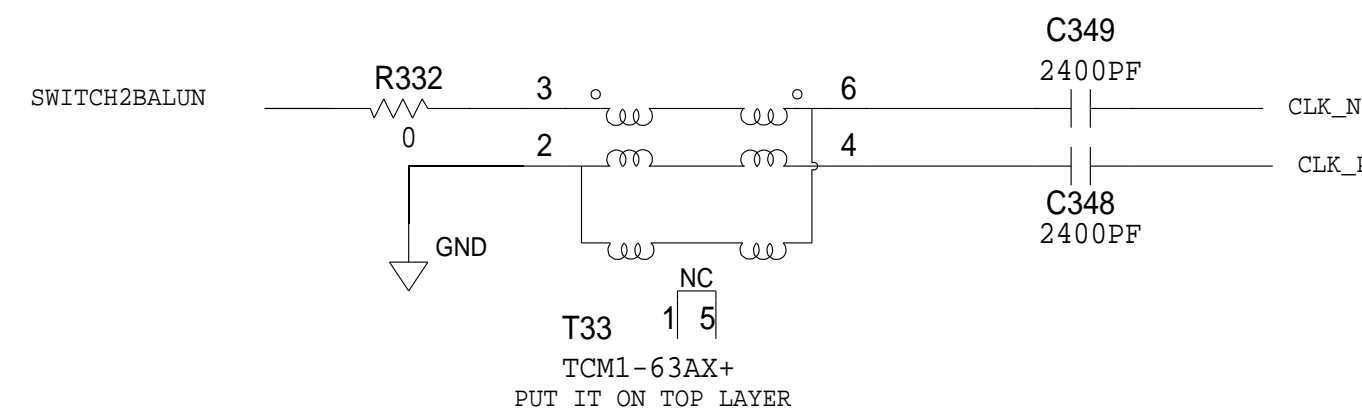 C349
2400PF
SWITCH2BALUN
R332
0
3
6
CLK_N
2
4
CLK_P
C348
2400PF
GND
NC
1
5
T33
TCM1-63AX+
PUT IT ON TOP LAYER